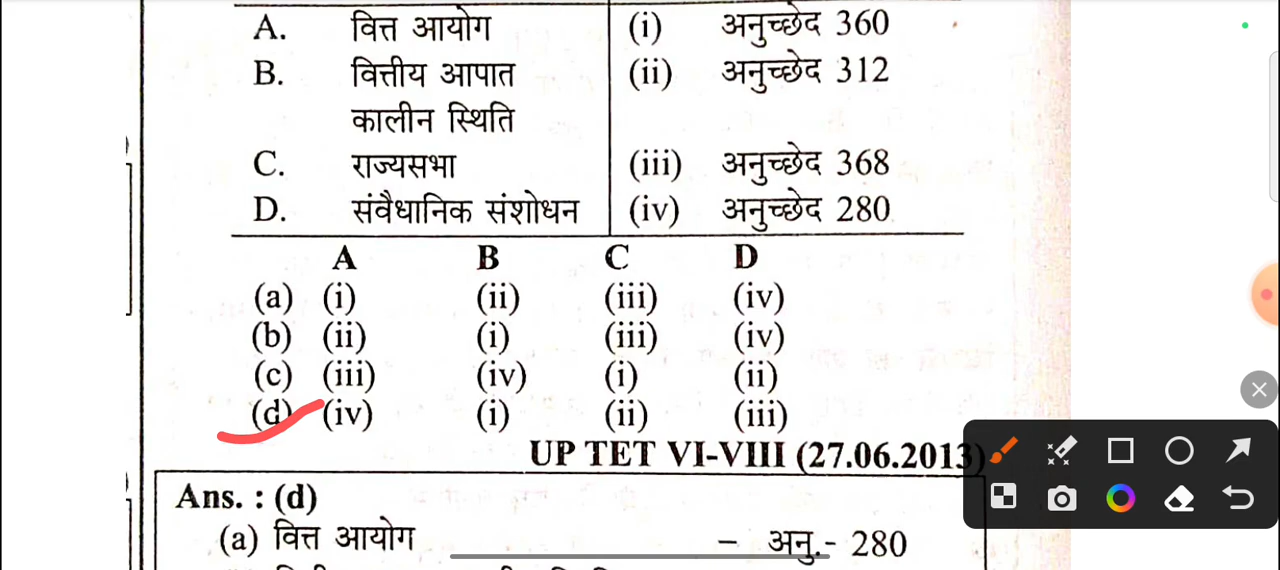 A. वित्त आयोग (i) अनुच्छेद 360
B. वित्तीय आपात (ii) अनुच्छेद 312
कालीन स्थिति
C. राज्यसभा (iii) अनुच्छेद 368
D. संवैधानिक संशोधन (iv) अनुच्छेद 280
A B C D
(a) (i) (ii) (iii) (iv)
(b) (ii) (i) (iii) (iv)
(c) (iii) (iv) (i) (ii)
(d) (iv) (i) (ii) (iii)
UP TET VI-VIII (27.06.2013)
Ans. : (d)
(a) वित्त आयोग – अनु.- 280